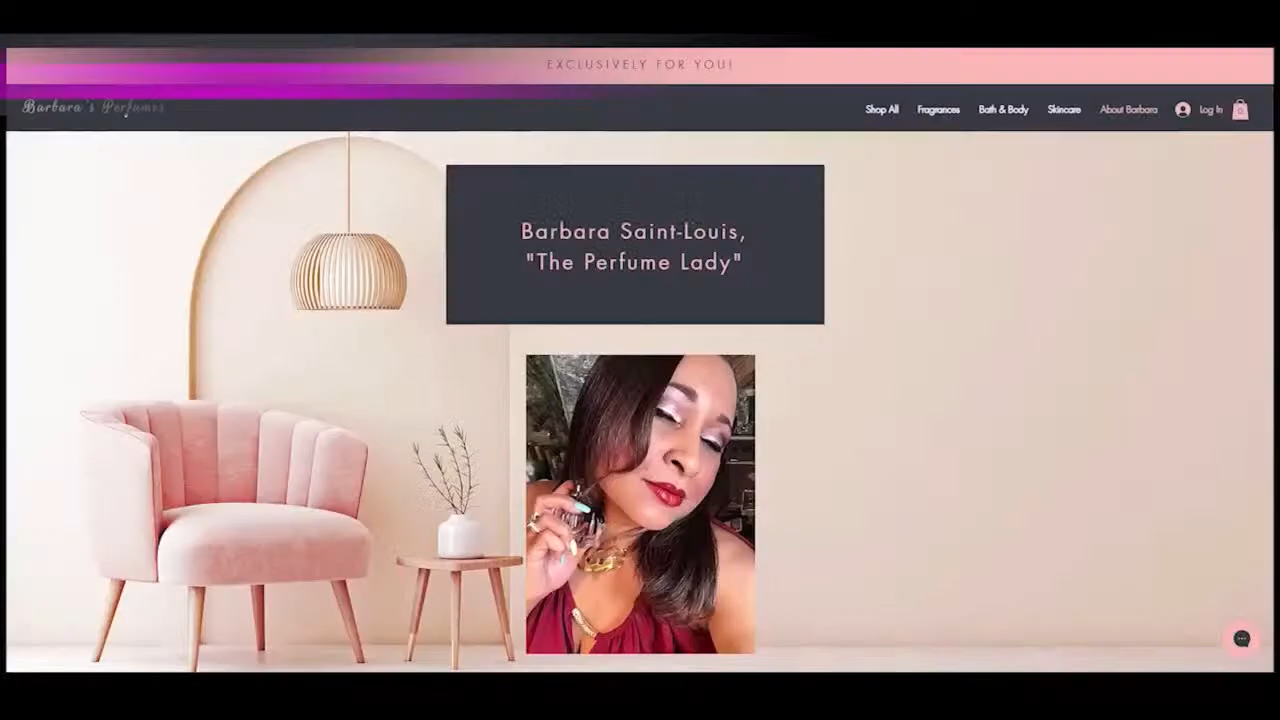 EXCLUSIVELY FOR YOU!
Barbara's Perfumes
Shop All
Fragrances
Bath & Body
Skincare
About Barbara
Log In
Barbara Saint-Louis,
"The Perfume Lady"